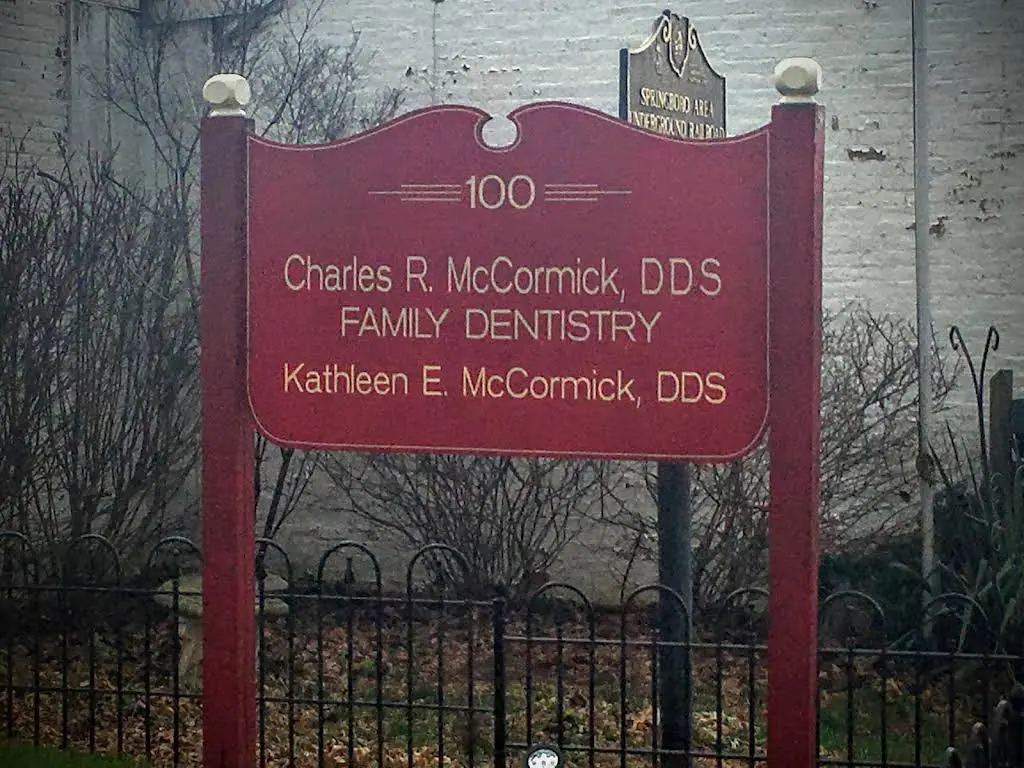 SPRINGBORO AREA
UNDERGROUND RAILROAD
100
Charles R. McCormick, DDS
FAMILY DENTISTRY
Kathleen E. McCormick, DDS